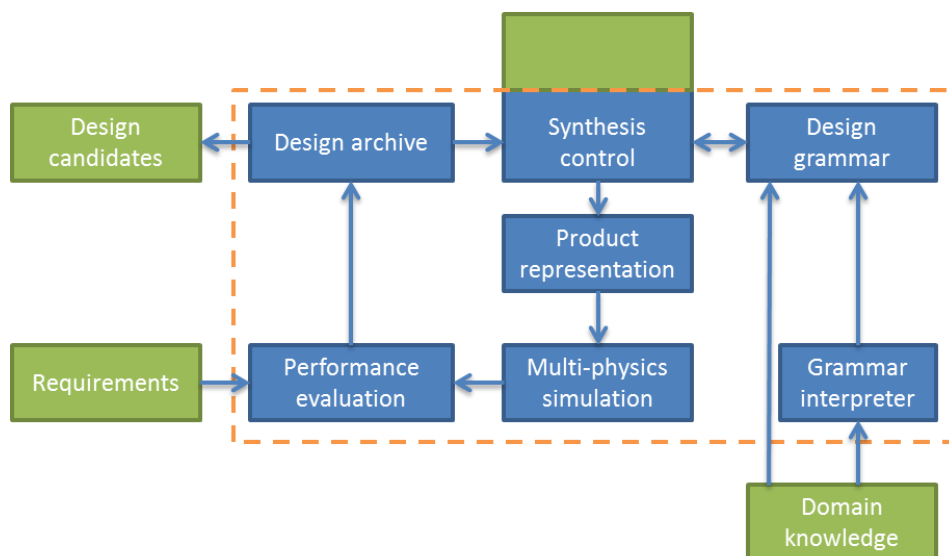 Design
candidates
Design archive
Synthesis
control
Design
grammar
Product
representation
Requirements
Performance
evaluation
Multi-physics
simulation
Grammar
interpreter
Domain
knowledge